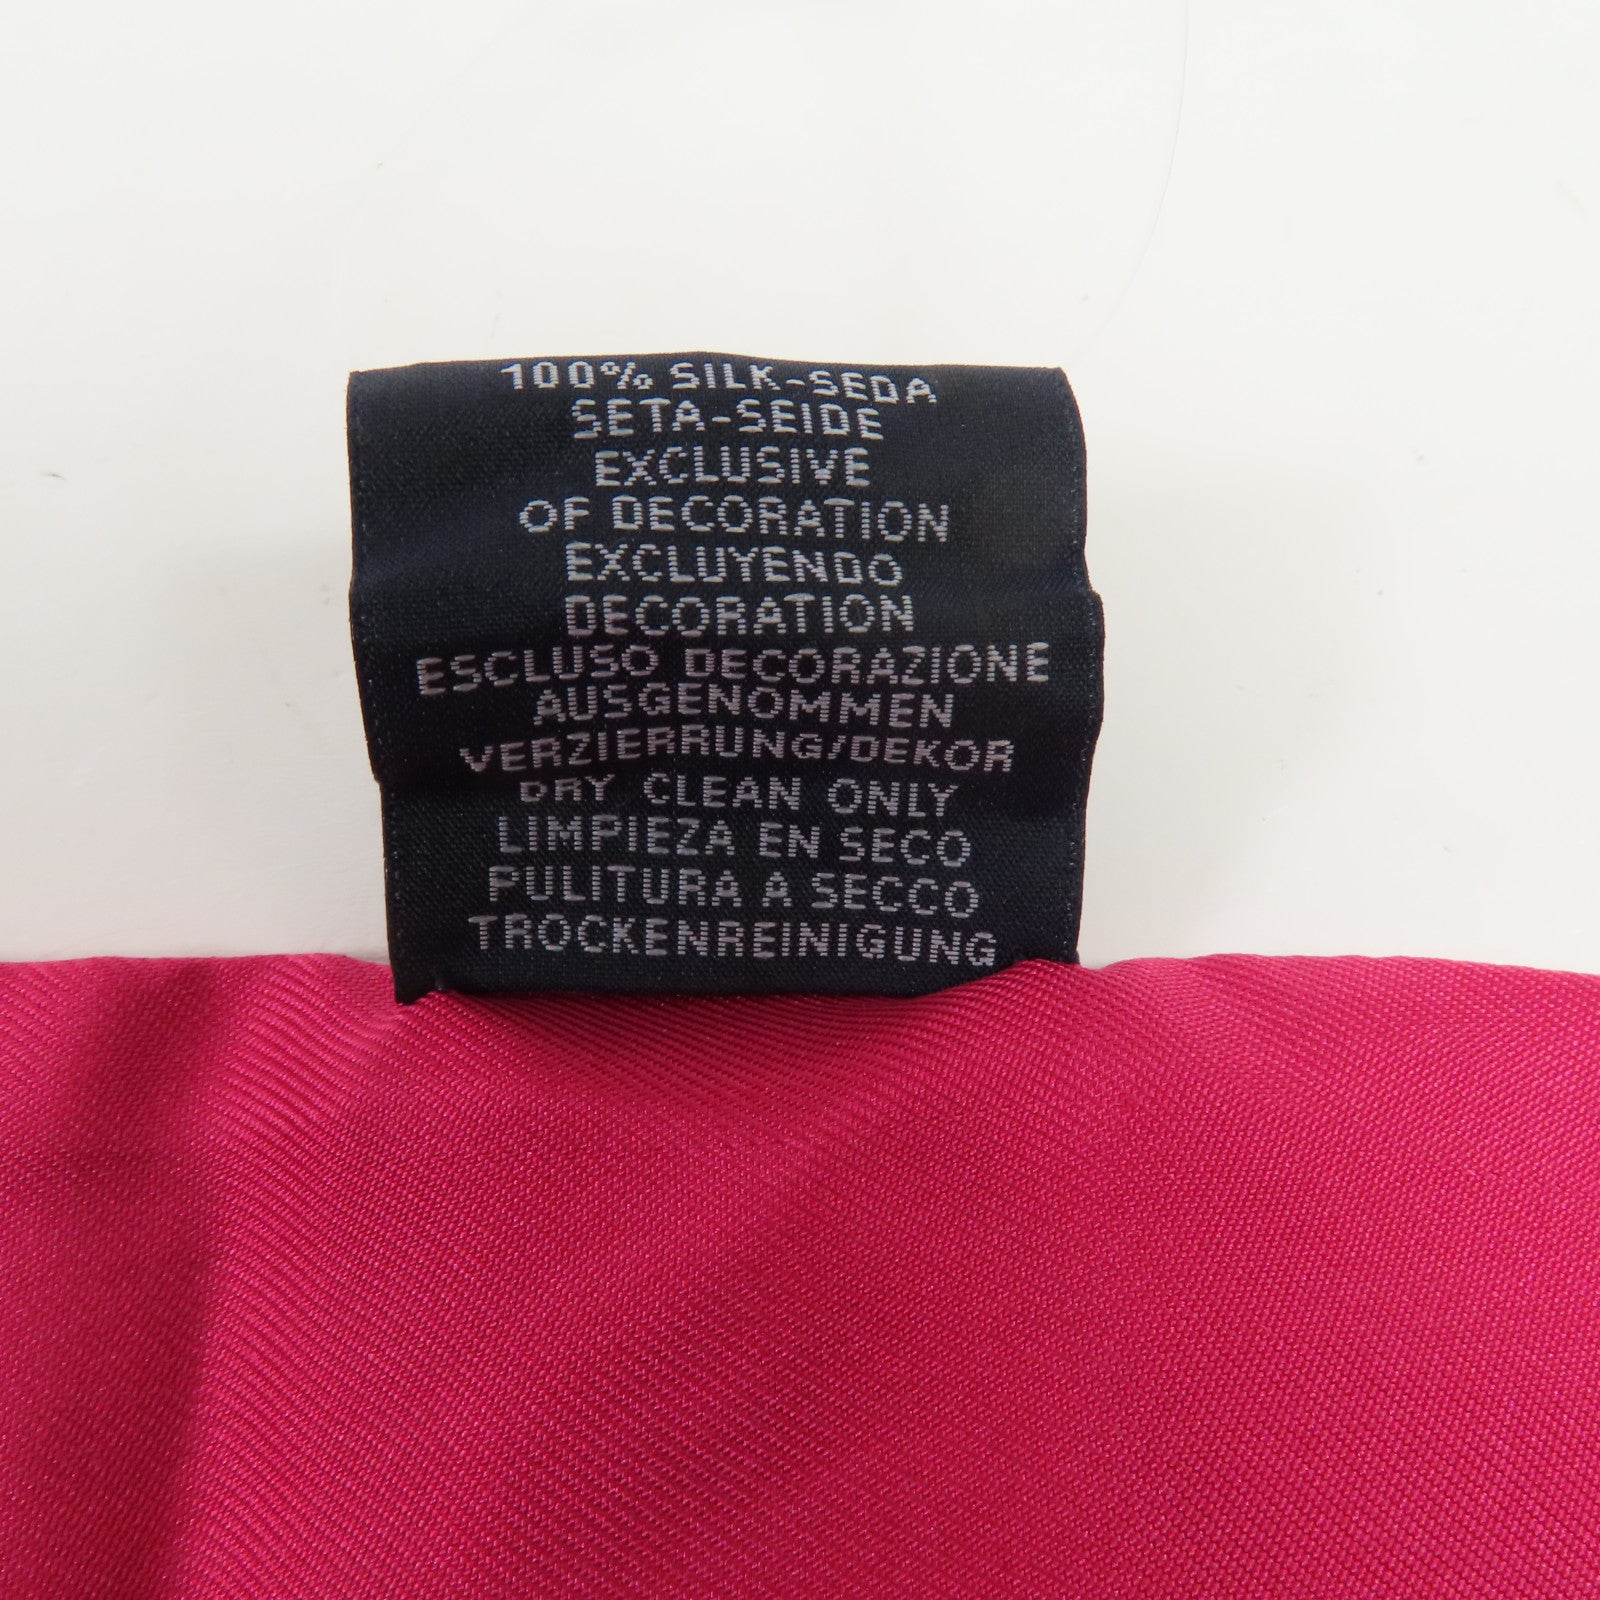 100% SILK-SEDA
SETA-SEIDE
EXCLUSIVE
OF DECORATION
EXCLUYENDO
DECORATION
ESCLUSO DECORAZIONE
AUSGENOMMEN
VERZIERRUNG/DEKOR
DRY CLEAN ONLY
LIMPIEZA EN SECO
PULITURA A SECCO
TROCKENREINIGUNG